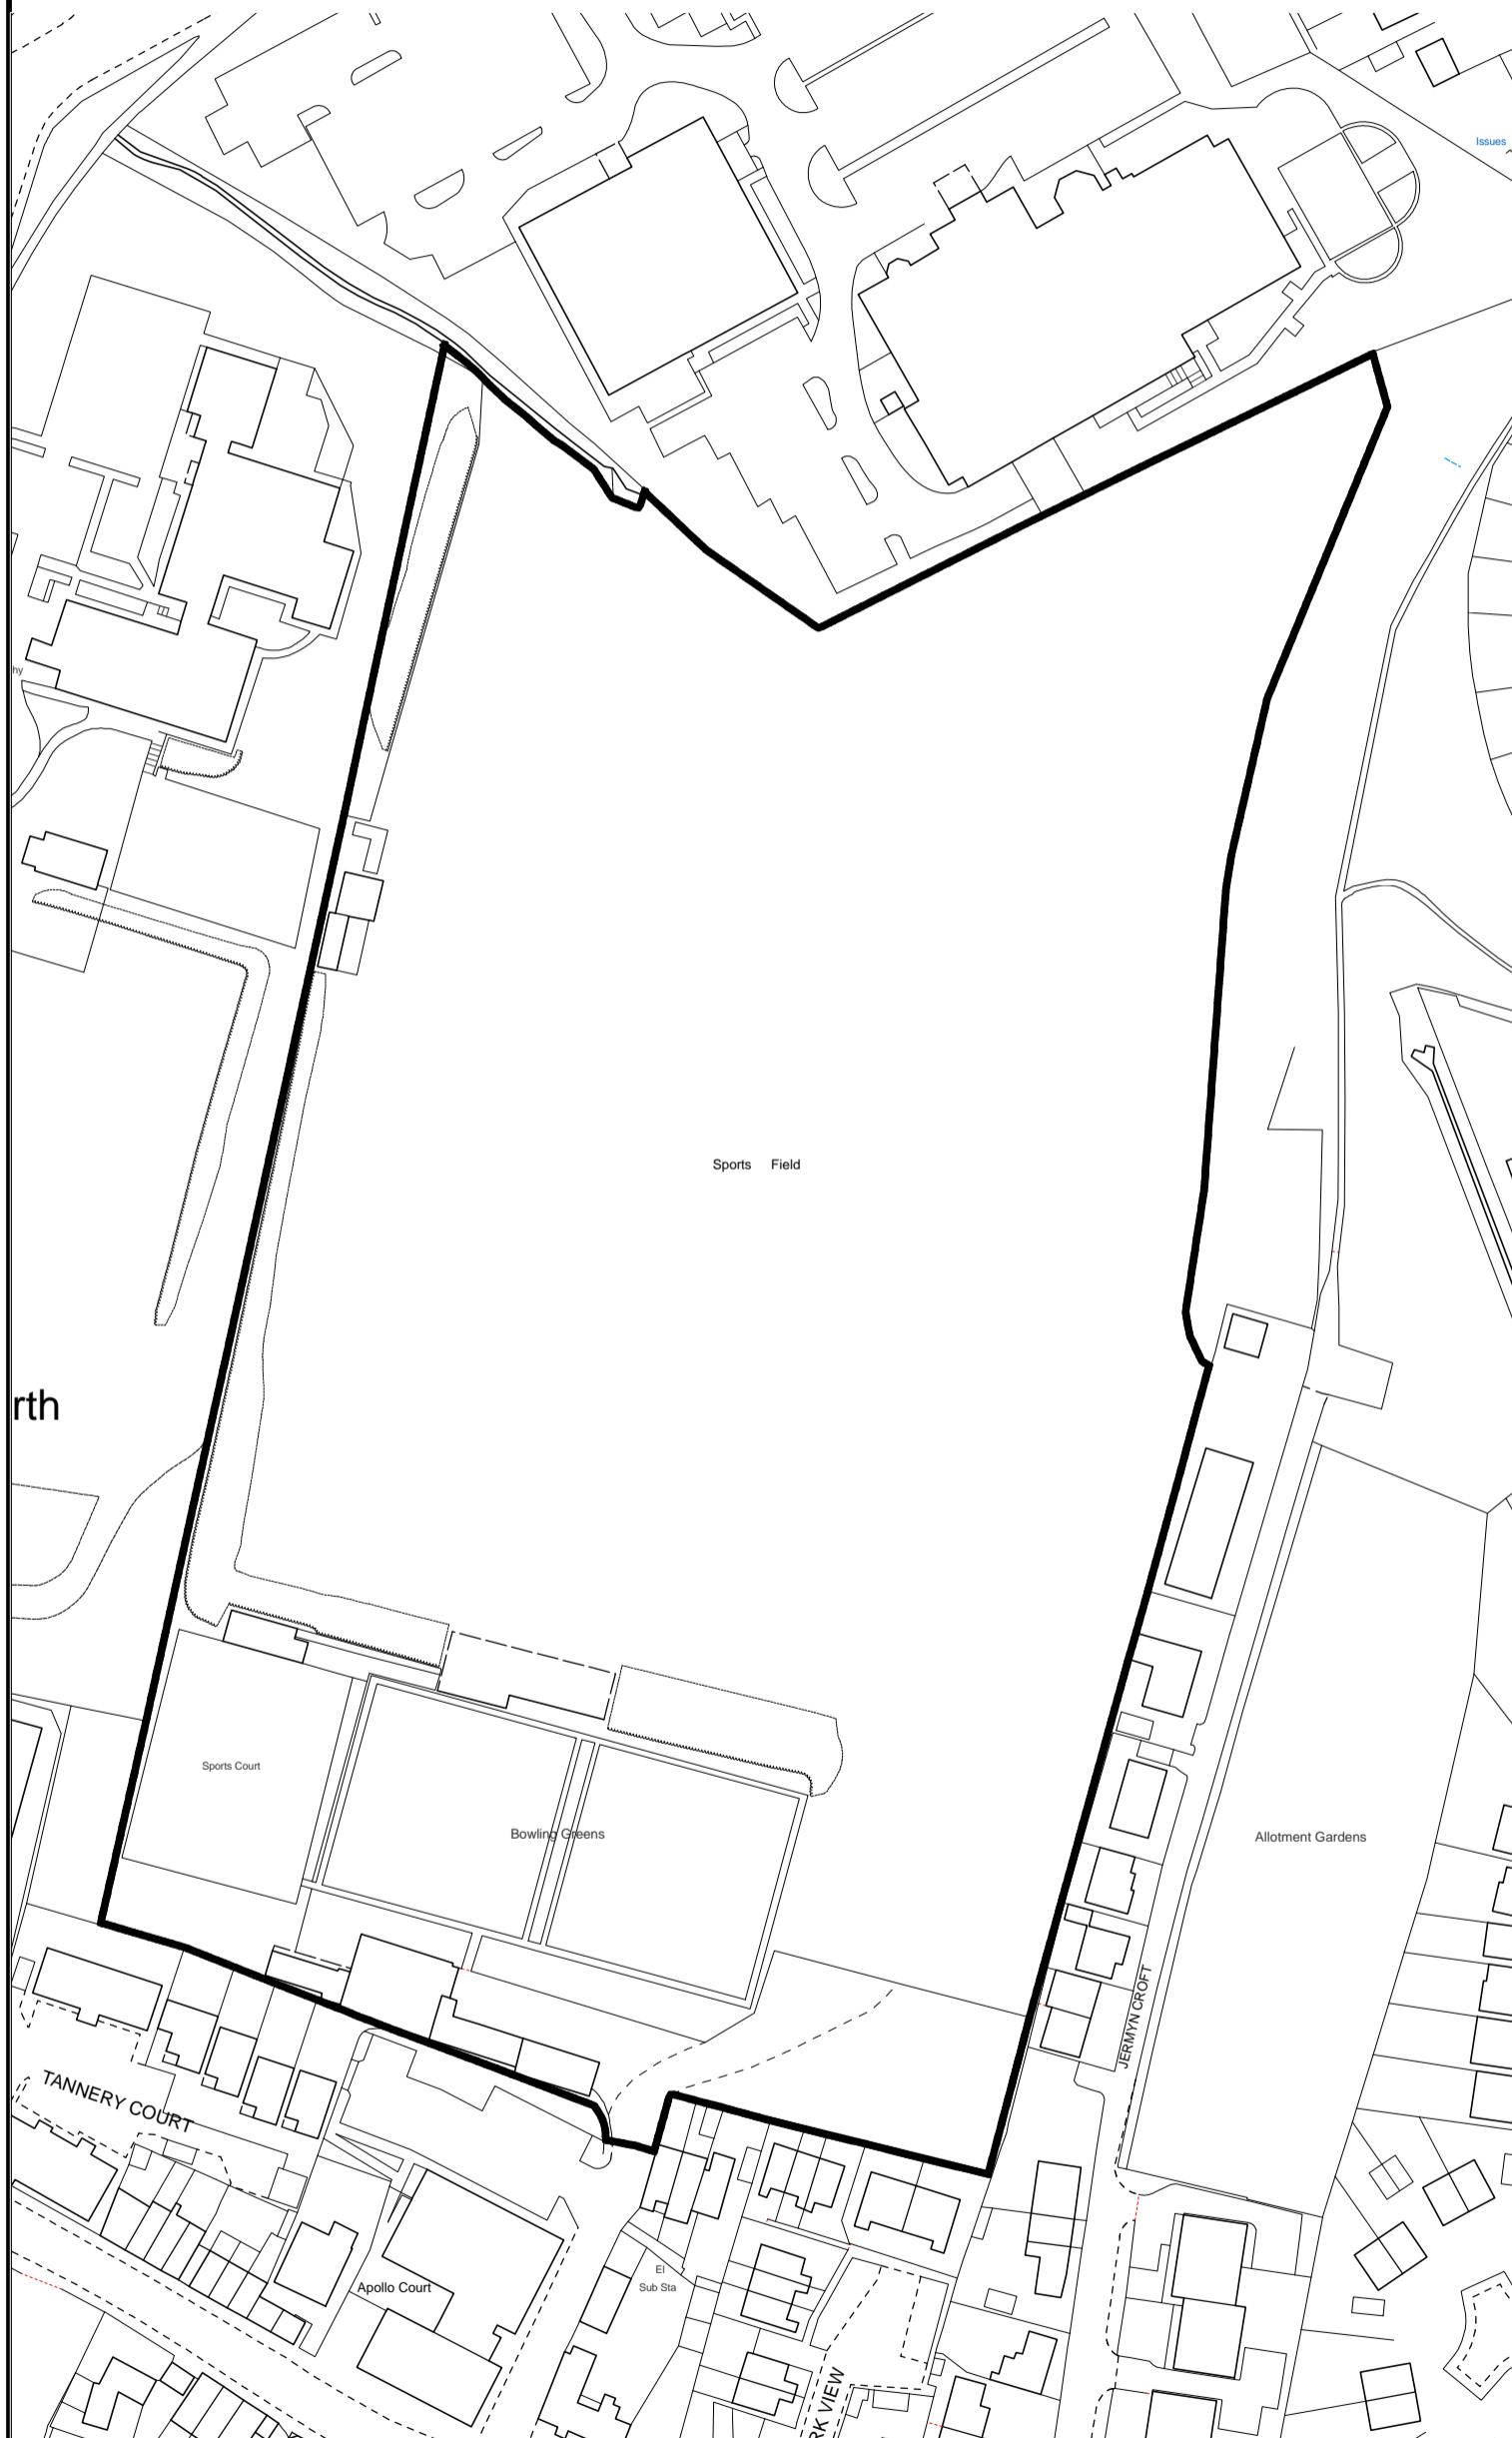 Issues
hy
Sports Field
rth
Sports Court
Bowling Greens
Allotment Gardens
JERMYN CROFT
TANNERY COURT
El
Sub Sta
Apollo Court
RK VIEW